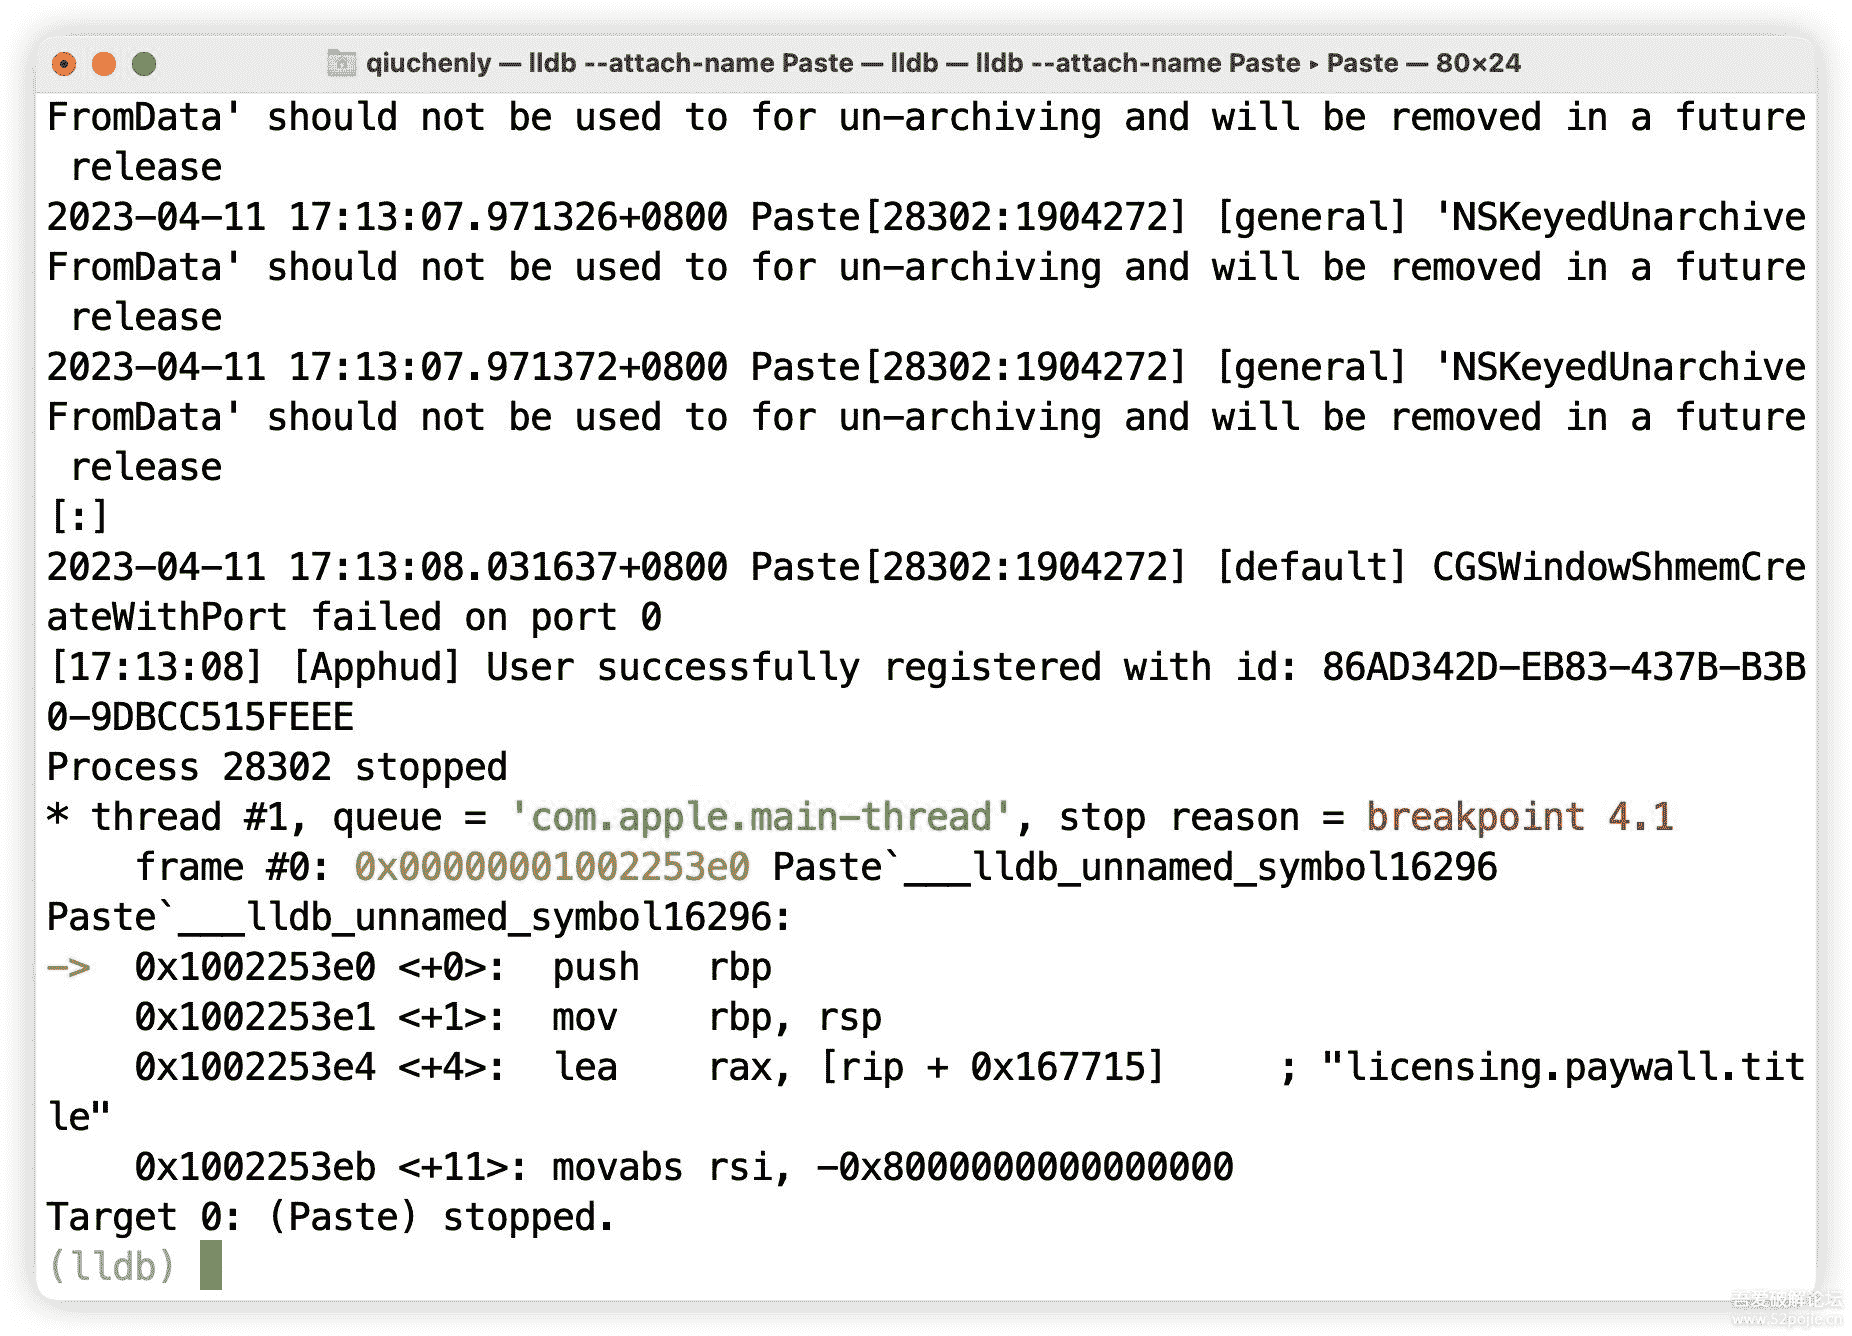 qiuchenly — lldb --attach-name Paste — lldb — lldb --attach-name Paste ▸ Paste — 80×24
FromData' should not be used to for un-archiving and will be removed in a future
 release
2023-04-11 17:13:07.971326+0800 Paste[28302:1904272] [general] 'NSKeyedUnarchive
FromData' should not be used to for un-archiving and will be removed in a future
 release
2023-04-11 17:13:07.971372+0800 Paste[28302:1904272] [general] 'NSKeyedUnarchive
FromData' should not be used to for un-archiving and will be removed in a future
 release
[:]
2023-04-11 17:13:08.031637+0800 Paste[28302:1904272] [default] CGSWindowShmemCre
ateWithPort failed on port 0
[17:13:08] [Apphud] User successfully registered with id: 86AD342D-EB83-437B-B3B
0-9DBCC515FEEE
Process 28302 stopped
* thread #1, queue = 'com.apple.main-thread', stop reason = breakpoint 4.1
    frame #0: 0x00000001002253e0 Paste`___lldb_unnamed_symbol16296
Paste`___lldb_unnamed_symbol16296:
->  0x1002253e0 <+0>:  push   rbp
    0x1002253e1 <+1>:  mov    rbp, rsp
    0x1002253e4 <+4>:  lea    rax, [rip + 0x167715]     ; "licensing.paywall.tit
le"
    0x1002253eb <+11>: movabs rsi, -0x8000000000000000
Target 0: (Paste) stopped.
(lldb)
吾爱破解论坛
www.52pojie.cn